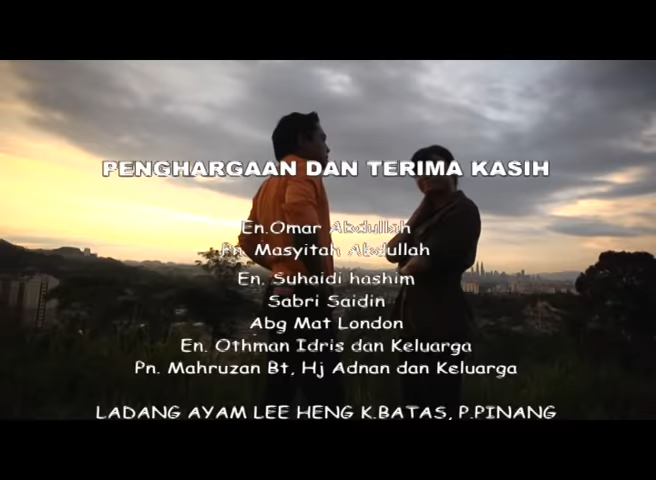 PENGHARGAAN DAN TERIMA KASIH
En.Omar Abdullah
Pn. Masyitah Abdullah
En. Suhaidi hashim
Sabri Saidin
Abg Mat London
En. Othman Idris dan Keluarga
Pn. Mahruzan Bt, Hj Adnan dan Keluarga
LADANG AYAM LEE HENG K.BATAS, P.PINANG